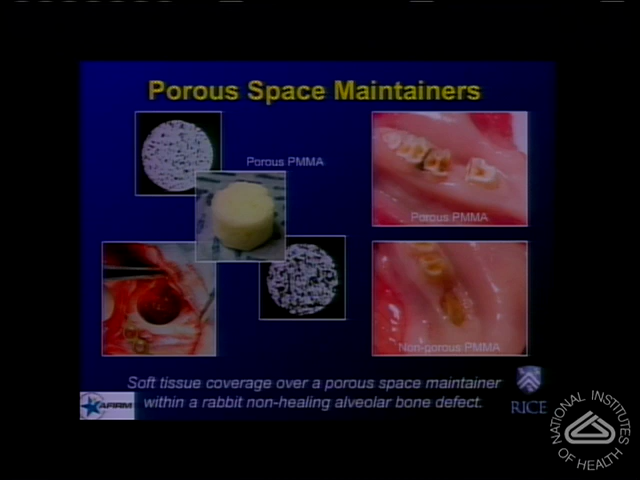 Porous Space Maintainers
Porous PMMA
Porous PMMA
Non-porous PMMA
Soft tissue coverage over a porous space maintainer
within a rabbit non-healing alveolar bone defect.
AFIRM
RICE
NATIONAL INSTITUTES
OF HEALTH